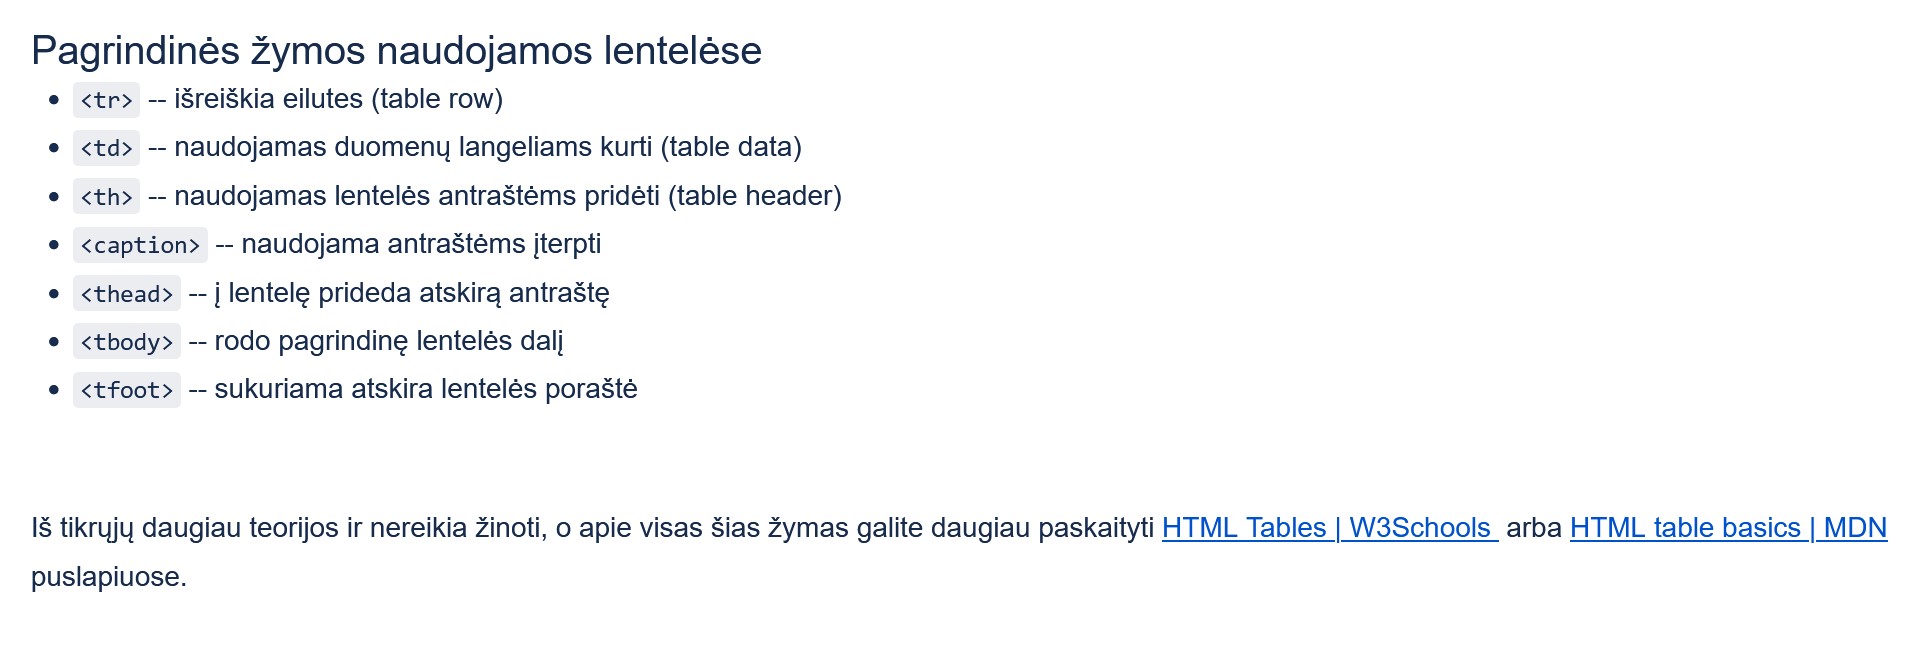 Pagrindinės žymos naudojamos lentelėse
<tr> -- išreiškia eilutes (table row)
<td> -- naudojamas duomenų langeliams kurti (table data)
<th> -- naudojamas lentelės antraštėms pridėti (table header)
<caption> -- naudojama antraštėms įterpti
<thead> -- į lentelę prideda atskirą antraštę
<tbody> -- rodo pagrindinę lentelės dalį
<tfoot> -- sukuriama atskira lentelės poraštė
Iš tikrųjų daugiau teorijos ir nereikia žinoti, o apie visas šias žymas galite daugiau paskaityti HTML Tables | W3Schools arba HTML table basics | MDN
puslapiuose.